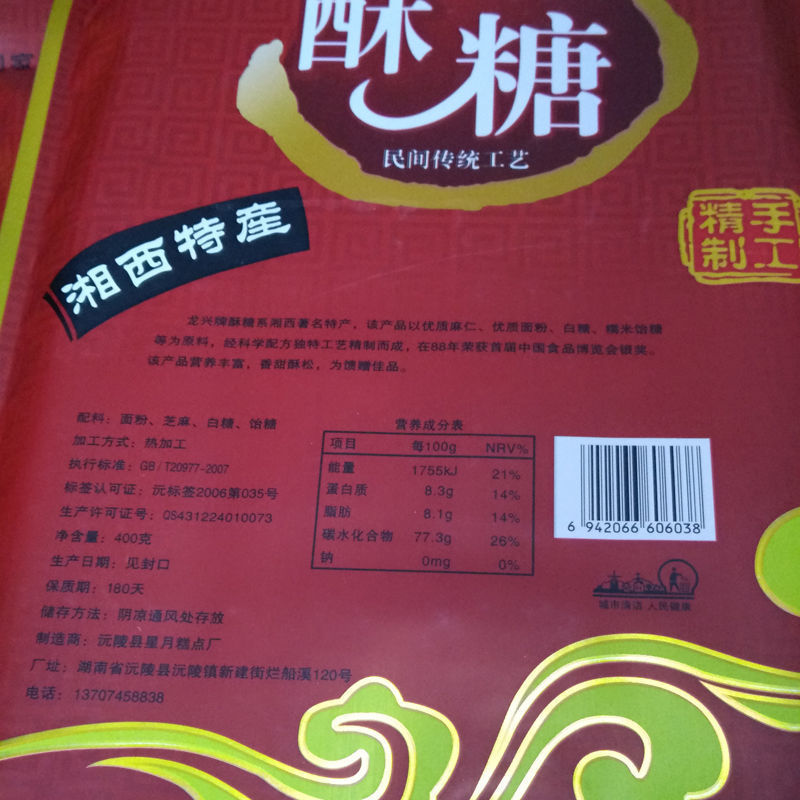 酥糖
民间传统工艺
手工
精制
湘西特産
龙兴牌酥糖系湘西著名特产，该产品以优质麻仁、优质面粉、白糖、糯米饴糖
等为原料，经科学配方独特工艺精制而成，在88年荣获首届中国食品博览会银奖。
该产品营养丰富，香甜酥松，为馈赠佳品。
配料：面粉、芝麻、白糖、饴糖
加工方式：热加工
执行标准：GB/T20977-2007
标签认可证：沅标签2006第035号
生产许可证号：QS431224010073
净含量：400克
生产日期：见封口
保质期：180天
储存方法：阴凉通风处存放
制造商：沅陵县星月糕点厂
厂址：湖南省沅陵县沅陵镇新建街烂船溪120号
电话：13707458838
营养成分表
项目 每100g NRV%
能量 1755kJ 21%
蛋白质 8.3g 14%
脂肪 8.1g 14%
碳水化合物 77.3g 26%
钠 0mg 0%
6 942066 606038
城市清洁 人民健康